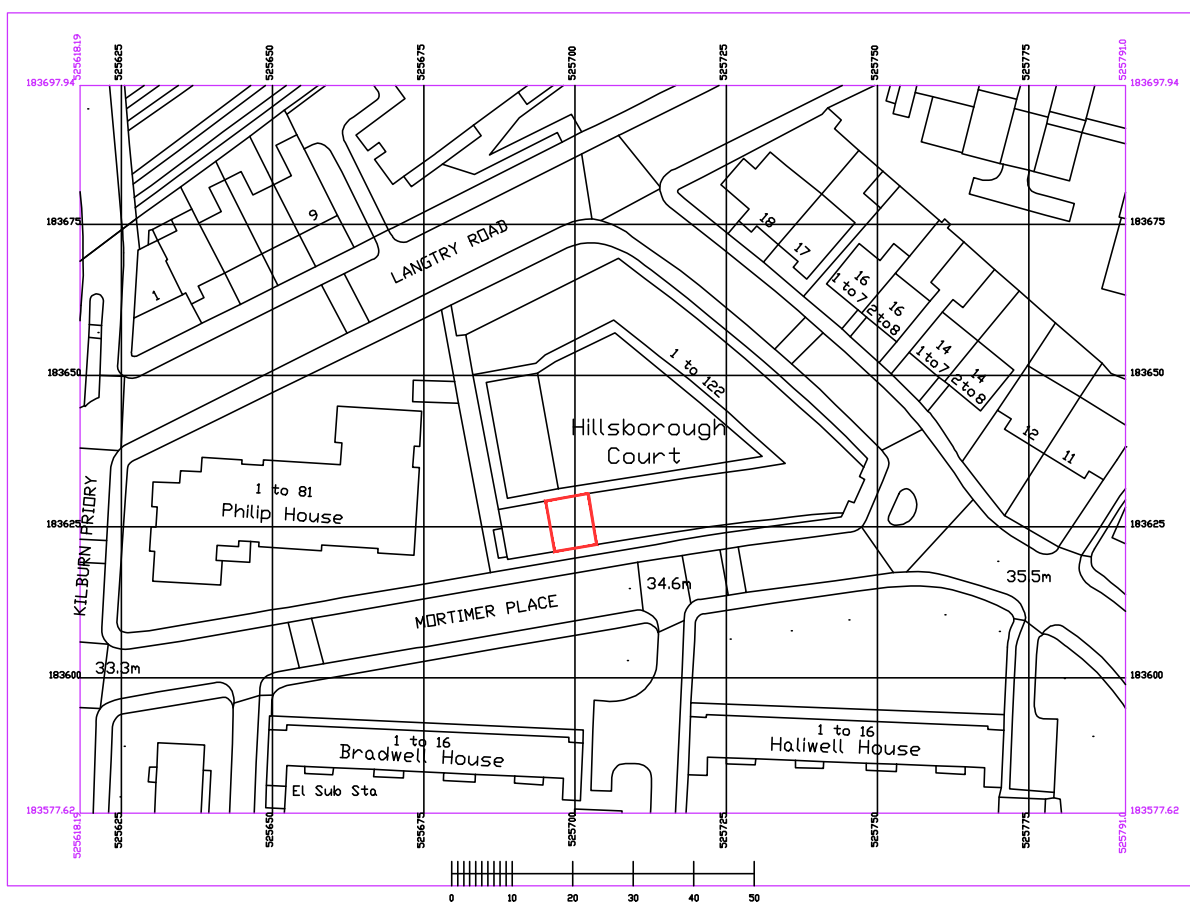 525618.19
525625
525650
525675
525700
525725
525750
525775
525791.0
183697.94
183697.94
9
LANGTRY ROAD
1
18
17
16
1 to 7
16
2 to 8
14
1 to 7
14
2 to 8
12
11
183675
183675
183650
183650
1 to 122
Hillsborough
Court
1 to 81
Philip House
KILBURN PRIORY
183625
183625
34.6m
35.5m
MORTIMER PLACE
33.3m
183600
183600
1 to 16
Bradwell House
1 to 16
Haliwell House
El Sub Sta
183577.62
183577.62
525618.19
525625
525650
525675
525700
525725
525750
525775
525791.0
0
10
20
30
40
50